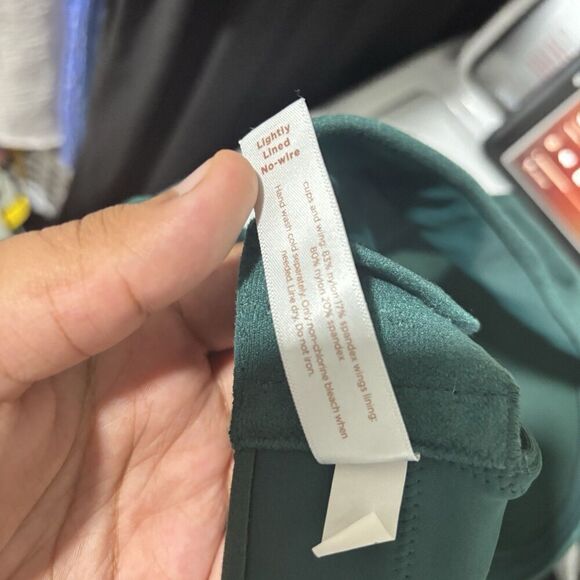 Lightly
Lined
No-wire
cups and wing: 83% nylon 17% spandex wings lining:
80% nylon 20% spandex
Hand wash cold separately. Only non-chlorine bleach when
needed. Line dry. Do not iron.